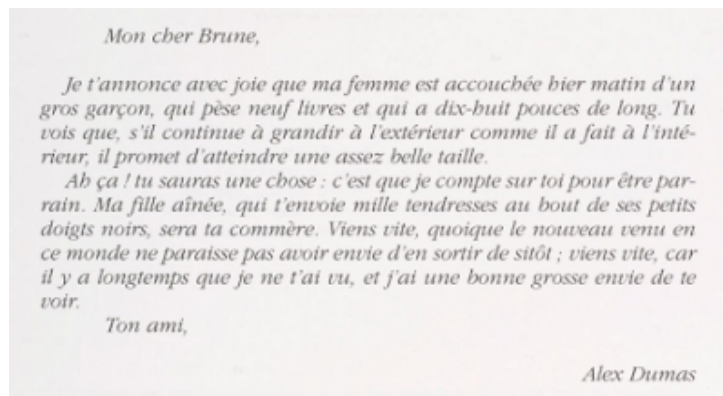 Mon cher Brune,
Je t'annonce avec joie que ma femme est accouchée hier matin d'un
gros garçon, qui pèse neuf livres et qui a dix-huit pouces de long. Tu
vois que, s'il continue à grandir à l'extérieur comme il a fait à l'inté-
rieur, il promet d'atteindre une assez belle taille.
Ah ça ! tu sauras une chose : c'est que je compte sur toi pour être par-
rain. Ma fille aînée, qui t'envoie mille tendresses au bout de ses petits
doigts noirs, sera ta commère. Viens vite, quoique le nouveau venu en
ce monde ne paraisse pas avoir envie d'en sortir de sitôt ; viens vite, car
il y a longtemps que je ne t'ai vu, et j'ai une bonne grosse envie de te
voir.
Ton ami,
Alex Dumas